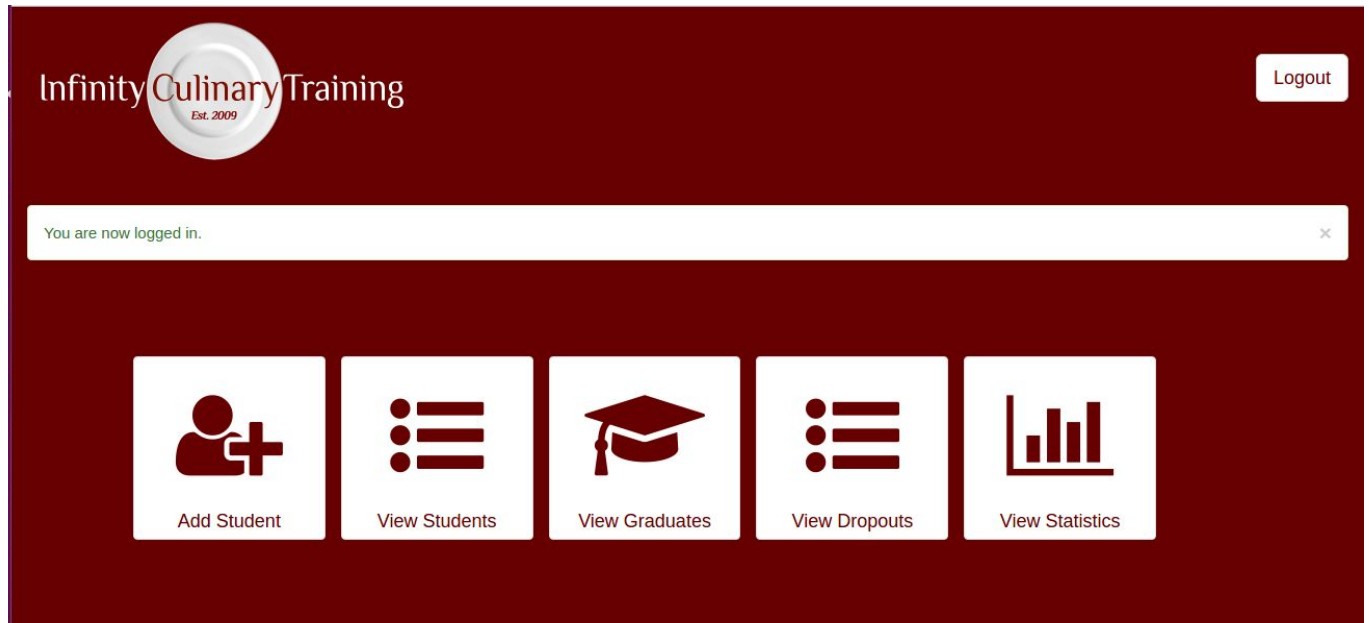 Infinity Culinary Training
Est. 2009
Logout
You are now logged in.
×
Add Student
View Students
View Graduates
View Dropouts
View Statistics